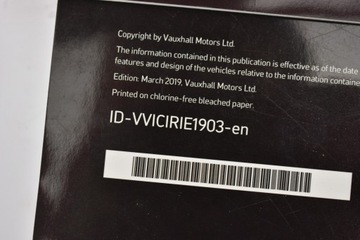 Copyright by Vauxhall Motors Ltd.
The information contained in this publication is effective as of the date
features and design of the vehicles relative to the information containe
Edition: March 2019, Vauxhall Motors Ltd.
Printed on chlorine-free bleached paper.
ID-VVICIRIE1903-en